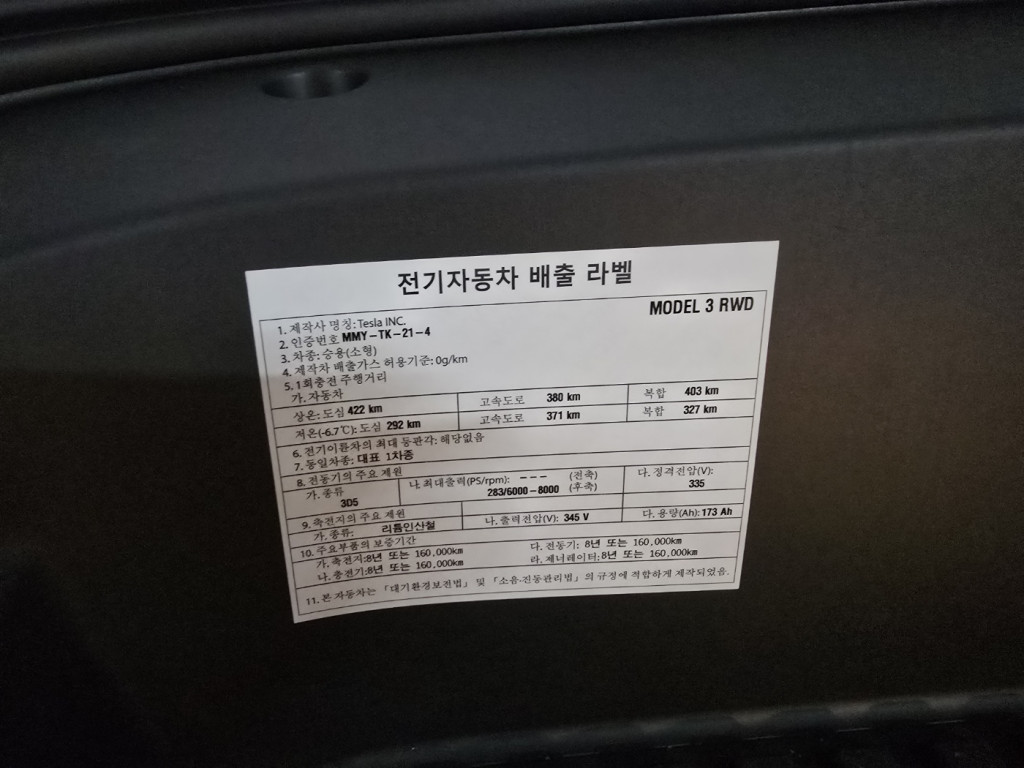 전기자동차 배출 라벨
MODEL 3 RWD
1. 제작사 명칭: Tesla INC.
2. 인증번호 MMY-TK-21-4
3. 차종: 승용(소형)
4. 제작차 배출가스 허용기준: 0g/km
5. 1회충전 주행거리
가. 자동차
상온: 도심 422 km 고속도로 380 km 복합 403 km
저온(-6.7℃): 도심 292 km 고속도로 371 km 복합 327 km
6. 전기이륜차의 최대 등판각: 해당없음
7. 동일차종: 대표 1차종
8. 전동기의 주요 제원
가. 종류 나. 최대출력(PS/rpm): --- (전축) 다. 정격전압(V):
3D5 283/6000-8000 (후축) 335
9. 축전지의 주요 제원
가. 종류: 리튬인산철 나. 출력전압(V): 345 V 다. 용량(Ah): 173 Ah
10. 주요부품의 보증기간
가. 축전지:8년 또는 160,000km 다. 전동기: 8년 또는 160,000km
나. 충전기:8년 또는 160,000km 라. 제너레이터:8년 또는 160,000km
11. 본 자동차는 「대기환경보전법」 및 「소음·진동관리법」의 규정에 적합하게 제작되었음.